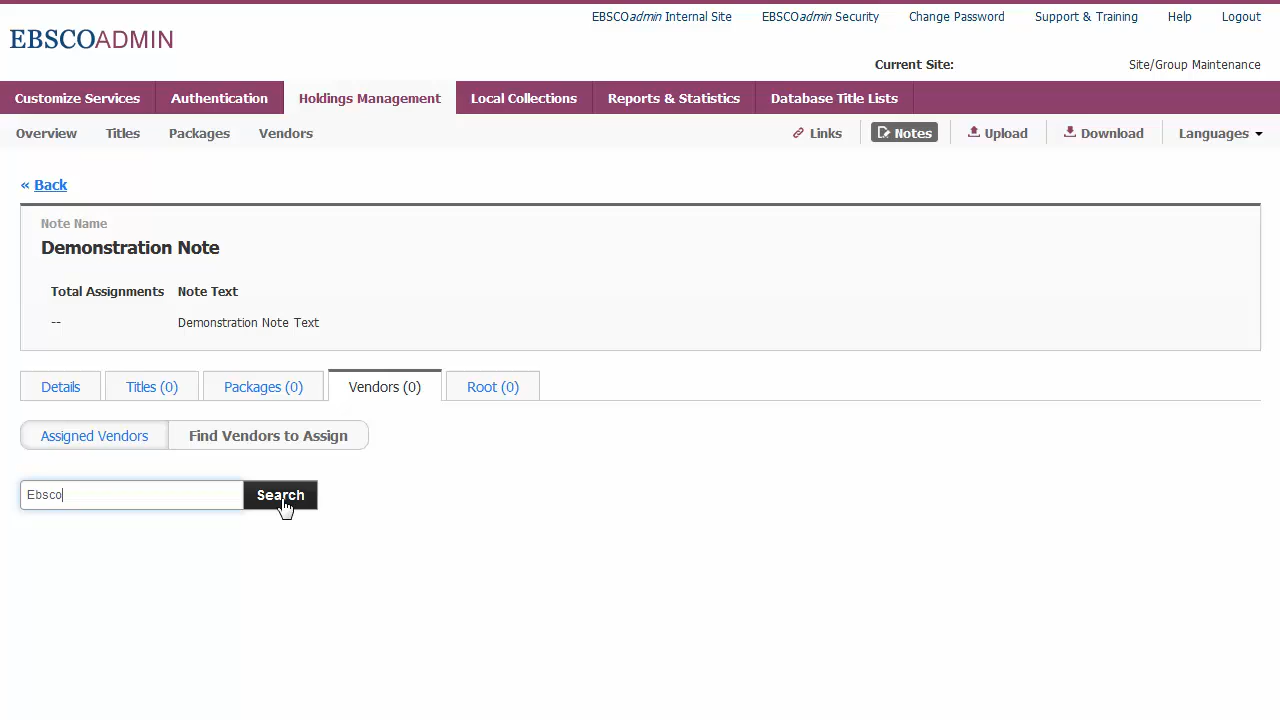 EBSCOadmin Internal Site EBSCOadmin Security Change Password Support & Training Help Logout
EBSCOADMIN
Current Site: Site/Group Maintenance
Customize Services Authentication Holdings Management Local Collections Reports & Statistics Database Title Lists
Overview Titles Packages Vendors Links Notes Upload Download Languages
« Back
Note Name
Demonstration Note
Total Assignments Note Text
-- Demonstration Note Text
Details Titles (0) Packages (0) Vendors (0) Root (0)
Assigned Vendors Find Vendors to Assign
Ebsco Search